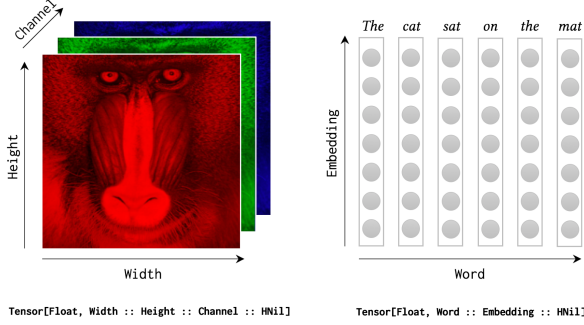 Channel
Height
Width
Tensor[Float, Width :: Height :: Channel :: HNil]
The cat sat on the mat
Embedding
Word
Tensor[Float, Word :: Embedding :: HNil]